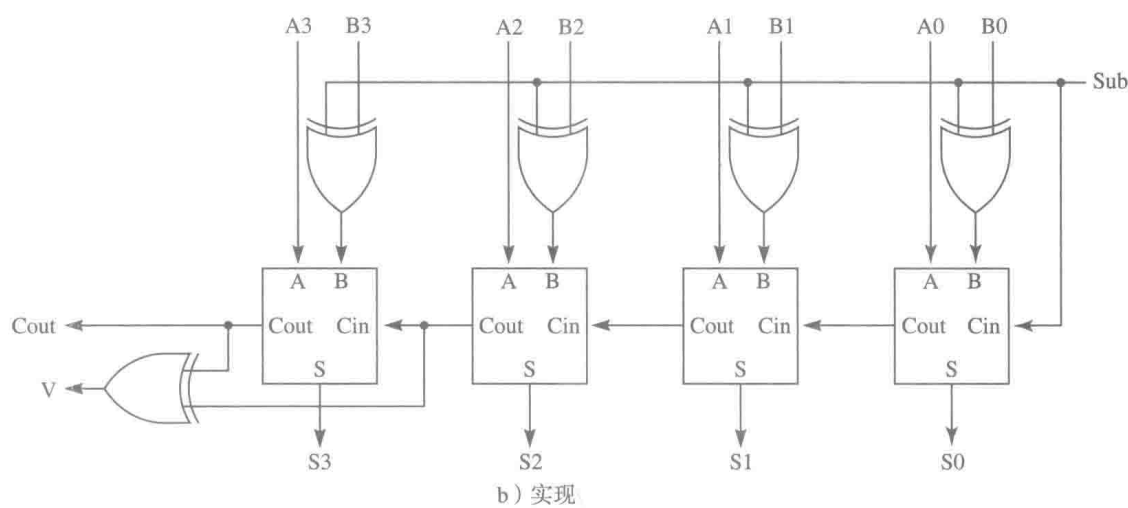 A3 B3 A2 B2 A1 B1 A0 B0
Sub
A B A B A B A B
Cout Cout Cin Cout Cin Cout Cin Cout Cin
S S S S
V
S3 S2 S1 S0
b）实现